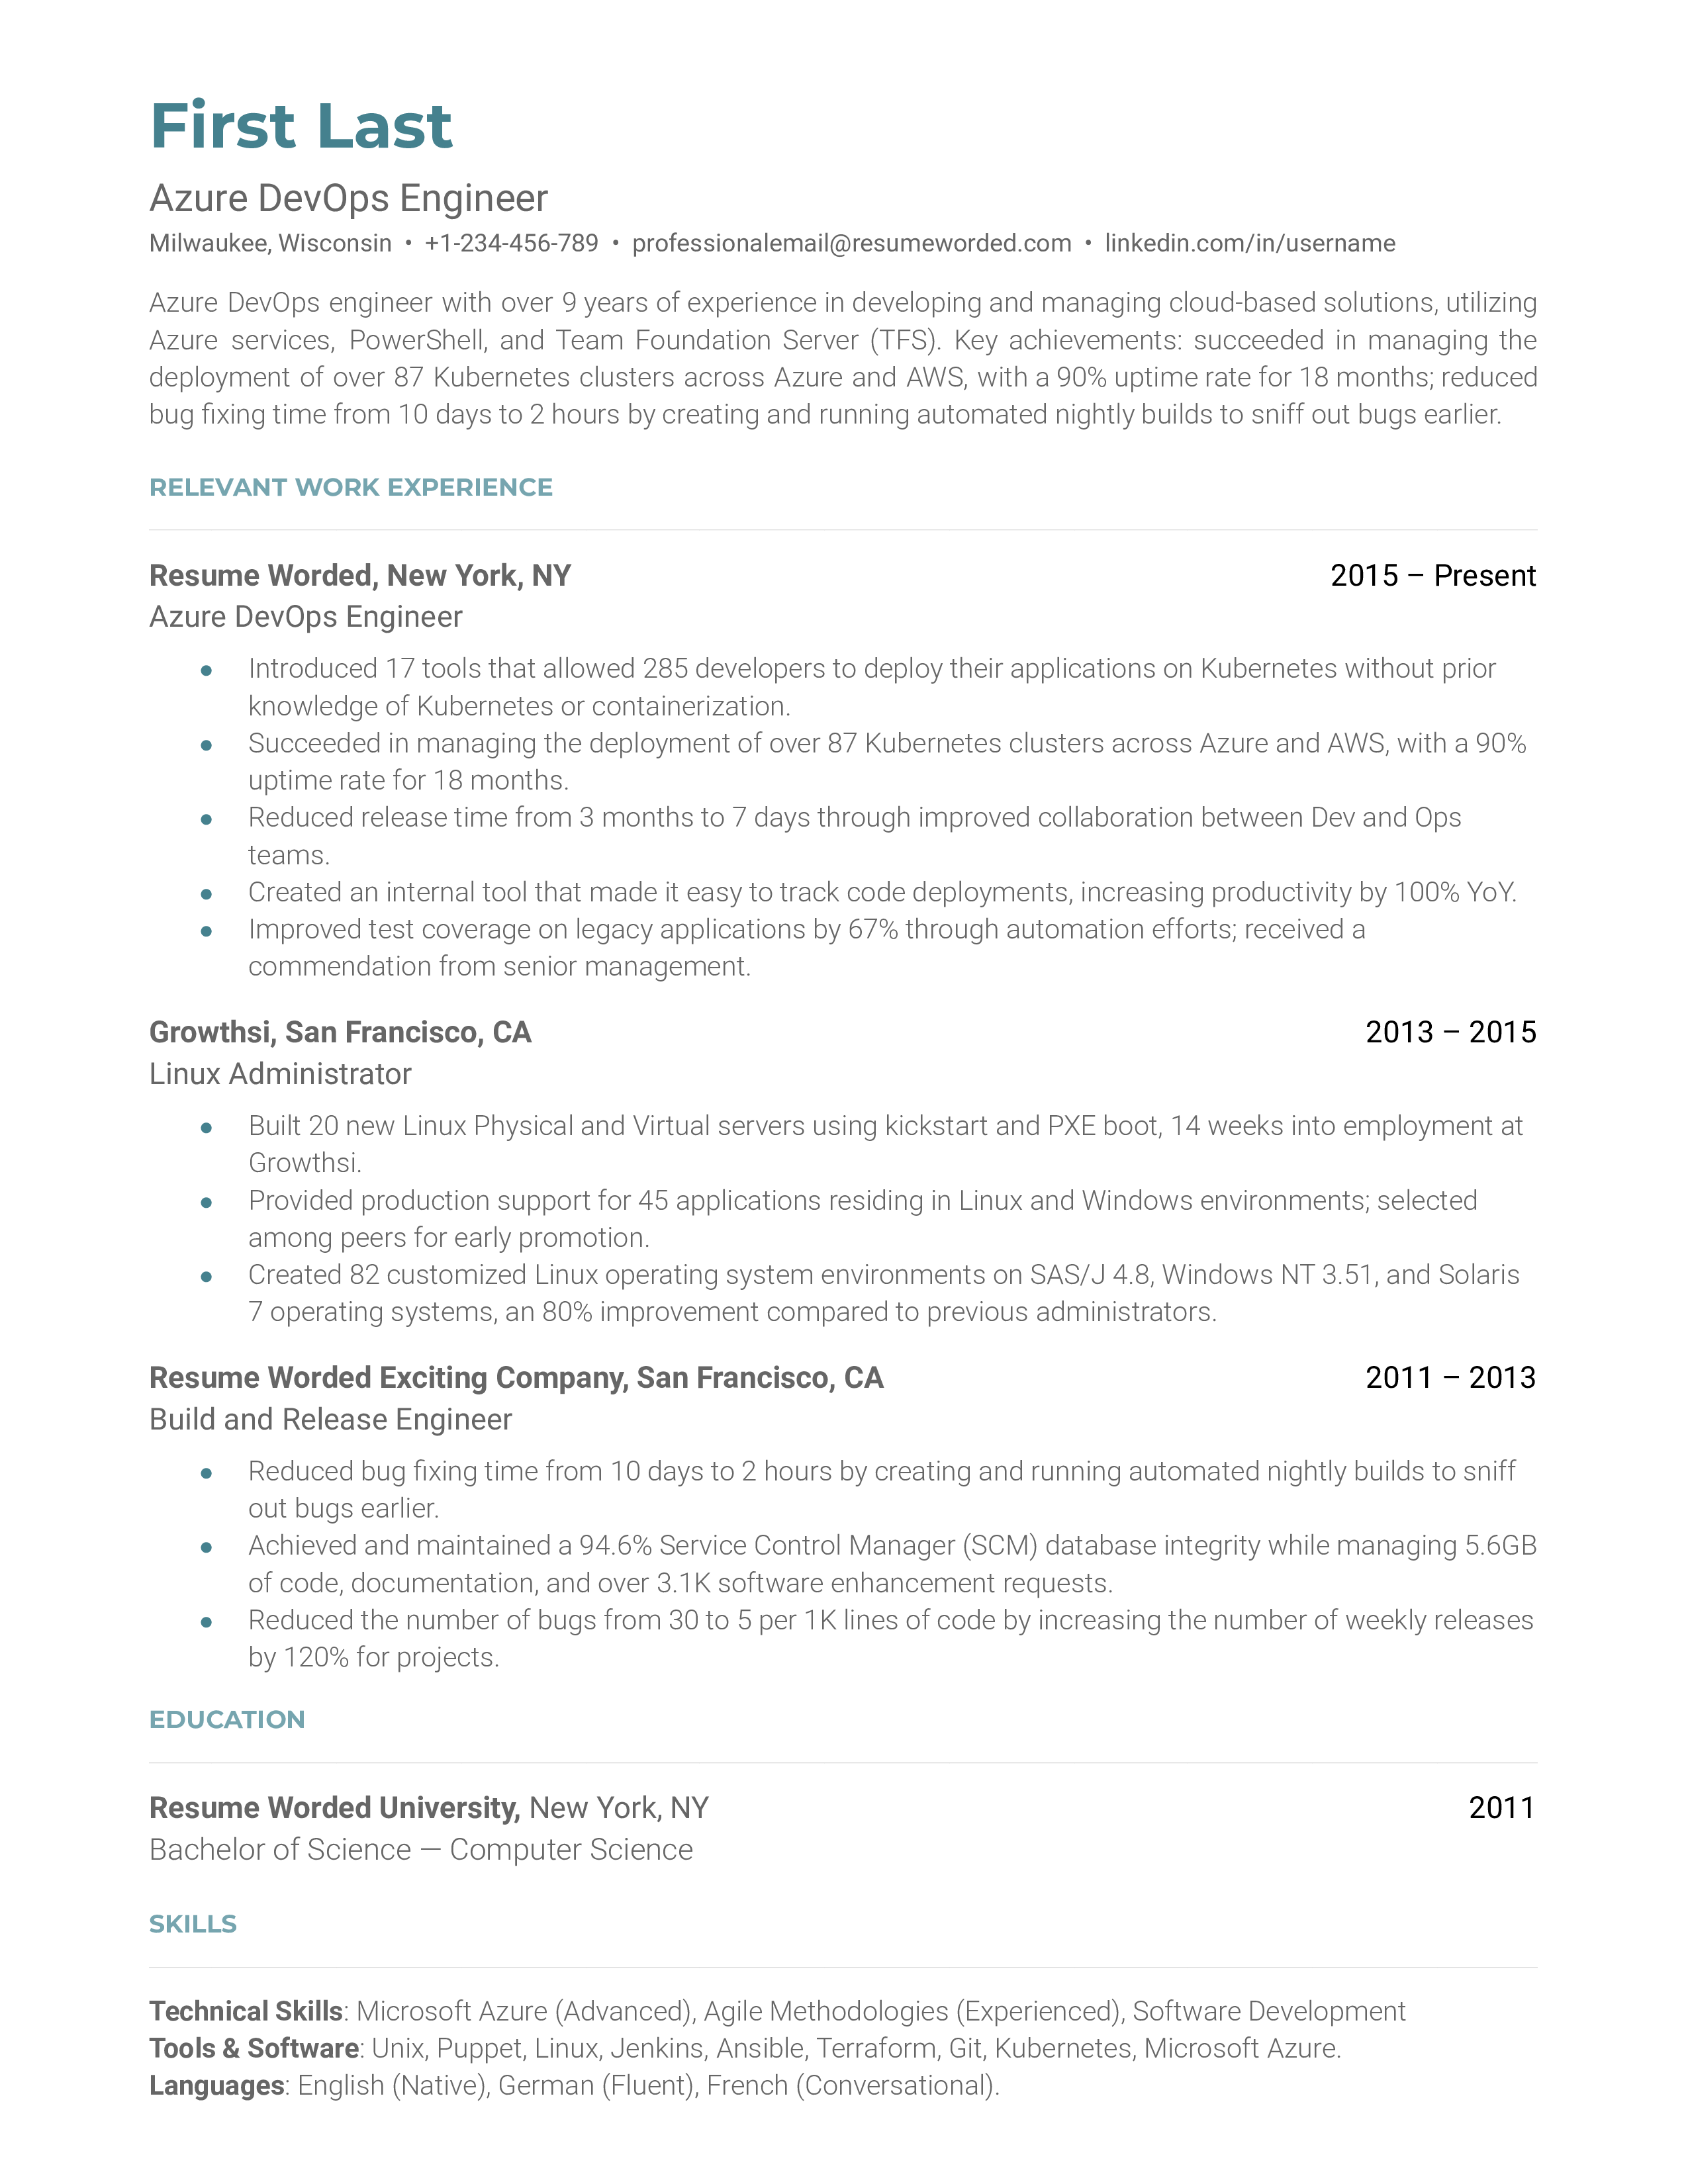 First Last
Azure DevOps Engineer
Milwaukee, Wisconsin • +1-234-456-789 • professionalemail@resumeworded.com • linkedin.com/in/username
Azure DevOps engineer with over 9 years of experience in developing and managing cloud-based solutions, utilizing
Azure services, PowerShell, and Team Foundation Server (TFS). Key achievements: succeeded in managing the
deployment of over 87 Kubernetes clusters across Azure and AWS, with a 90% uptime rate for 18 months; reduced
bug fixing time from 10 days to 2 hours by creating and running automated nightly builds to sniff out bugs earlier.
RELEVANT WORK EXPERIENCE
Resume Worded, New York, NY 2015 – Present
Azure DevOps Engineer
● Introduced 17 tools that allowed 285 developers to deploy their applications on Kubernetes without prior
knowledge of Kubernetes or containerization.
● Succeeded in managing the deployment of over 87 Kubernetes clusters across Azure and AWS, with a 90%
uptime rate for 18 months.
● Reduced release time from 3 months to 7 days through improved collaboration between Dev and Ops
teams.
● Created an internal tool that made it easy to track code deployments, increasing productivity by 100% YoY.
● Improved test coverage on legacy applications by 67% through automation efforts; received a
commendation from senior management.
Growthsi, San Francisco, CA 2013 – 2015
Linux Administrator
● Built 20 new Linux Physical and Virtual servers using kickstart and PXE boot, 14 weeks into employment at
Growthsi.
● Provided production support for 45 applications residing in Linux and Windows environments; selected
among peers for early promotion.
● Created 82 customized Linux operating system environments on SAS/J 4.8, Windows NT 3.51, and Solaris
7 operating systems, an 80% improvement compared to previous administrators.
Resume Worded Exciting Company, San Francisco, CA 2011 – 2013
Build and Release Engineer
● Reduced bug fixing time from 10 days to 2 hours by creating and running automated nightly builds to sniff
out bugs earlier.
● Achieved and maintained a 94.6% Service Control Manager (SCM) database integrity while managing 5.6GB
of code, documentation, and over 3.1K software enhancement requests.
● Reduced the number of bugs from 30 to 5 per 1K lines of code by increasing the number of weekly releases
by 120% for projects.
EDUCATION
Resume Worded University, New York, NY 2011
Bachelor of Science — Computer Science
SKILLS
Technical Skills: Microsoft Azure (Advanced), Agile Methodologies (Experienced), Software Development
Tools & Software: Unix, Puppet, Linux, Jenkins, Ansible, Terraform, Git, Kubernetes, Microsoft Azure.
Languages: English (Native), German (Fluent), French (Conversational).